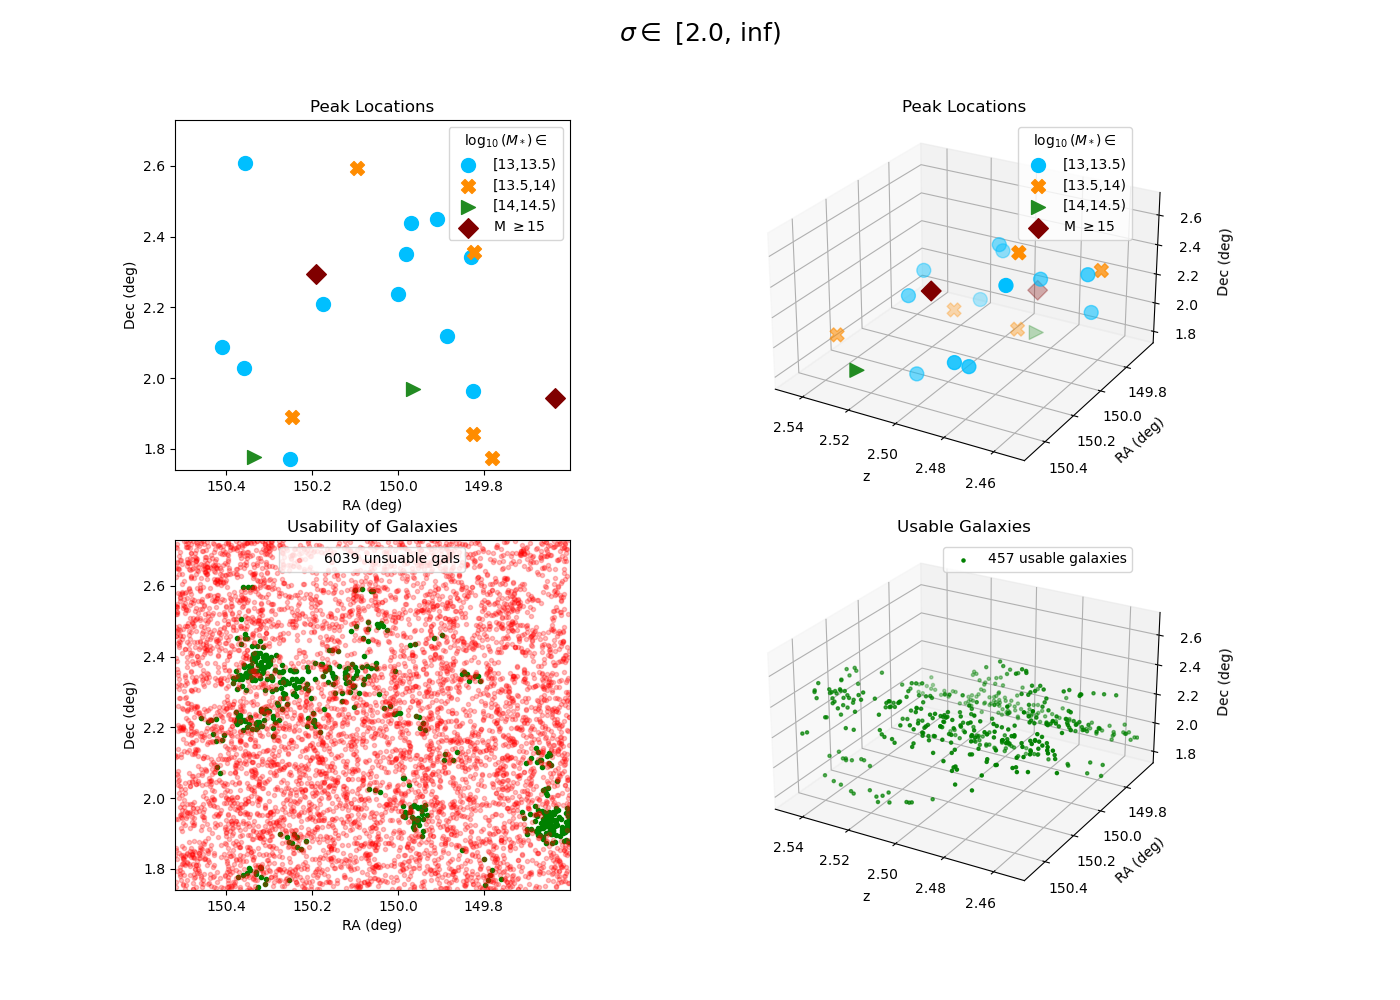 σ ∈ [2.0, inf)
Peak Locations
log₁₀(M*) ∈
[13,13.5)
[13.5,14)
[14,14.5)
M ≥15
2.6
2.4
2.2
2.0
1.8
Dec (deg)
150.4 150.2 150.0 149.8
RA (deg)
Peak Locations
log₁₀(M*) ∈
[13,13.5)
[13.5,14)
[14,14.5)
M ≥15
2.6
2.4
2.2
2.0
1.8
Dec (deg)
149.8
150.0
150.2
150.4
RA (deg)
2.54
2.52
2.50
2.48
2.46
z
Usability of Galaxies
6039 unsuable gals
2.6
2.4
2.2
2.0
1.8
Dec (deg)
150.4 150.2 150.0 149.8
RA (deg)
Usable Galaxies
457 usable galaxies
2.6
2.4
2.2
2.0
1.8
Dec (deg)
149.8
150.0
150.2
150.4
RA (deg)
2.54
2.52
2.50
2.48
2.46
z